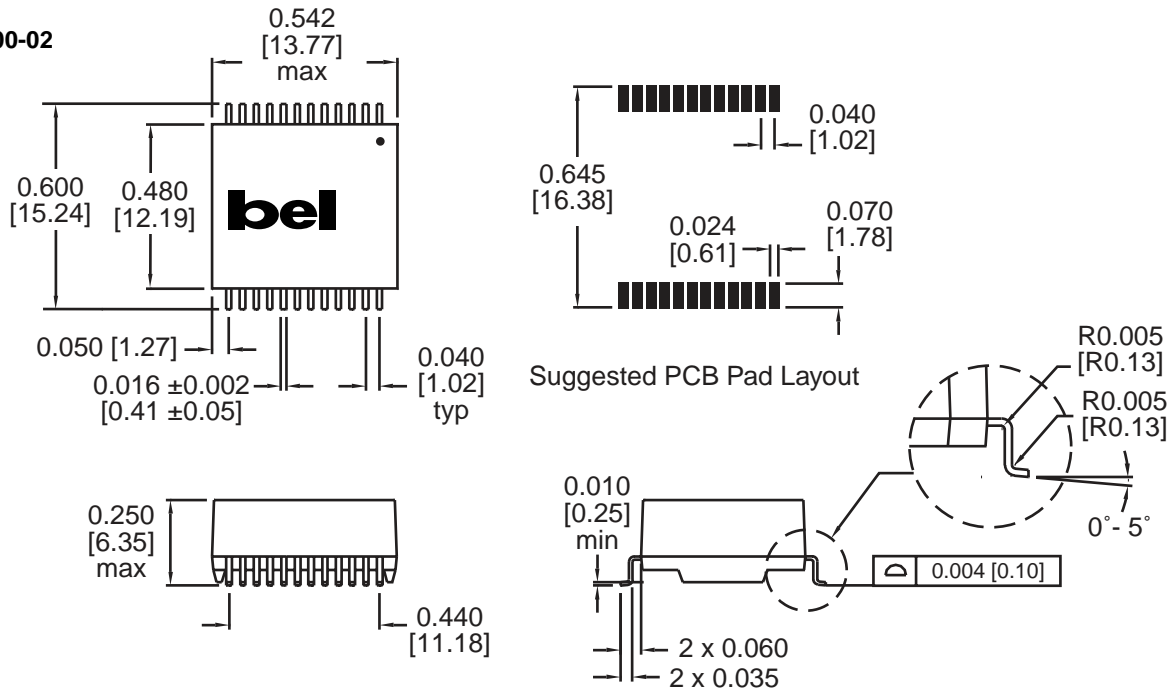 00-02
0.542
[13.77]
max
0.600
[15.24]
0.480
[12.19]
bel
0.050 [1.27]
0.016 ±0.002
[0.41 ±0.05]
0.040
[1.02]
typ
0.645
[16.38]
0.040
[1.02]
0.024
[0.61]
0.070
[1.78]
Suggested PCB Pad Layout
R0.005
[R0.13]
R0.005
[R0.13]
0°- 5°
0.250
[6.35]
max
0.440
[11.18]
0.010
[0.25]
min
0.004 [0.10]
2 x 0.060
2 x 0.035